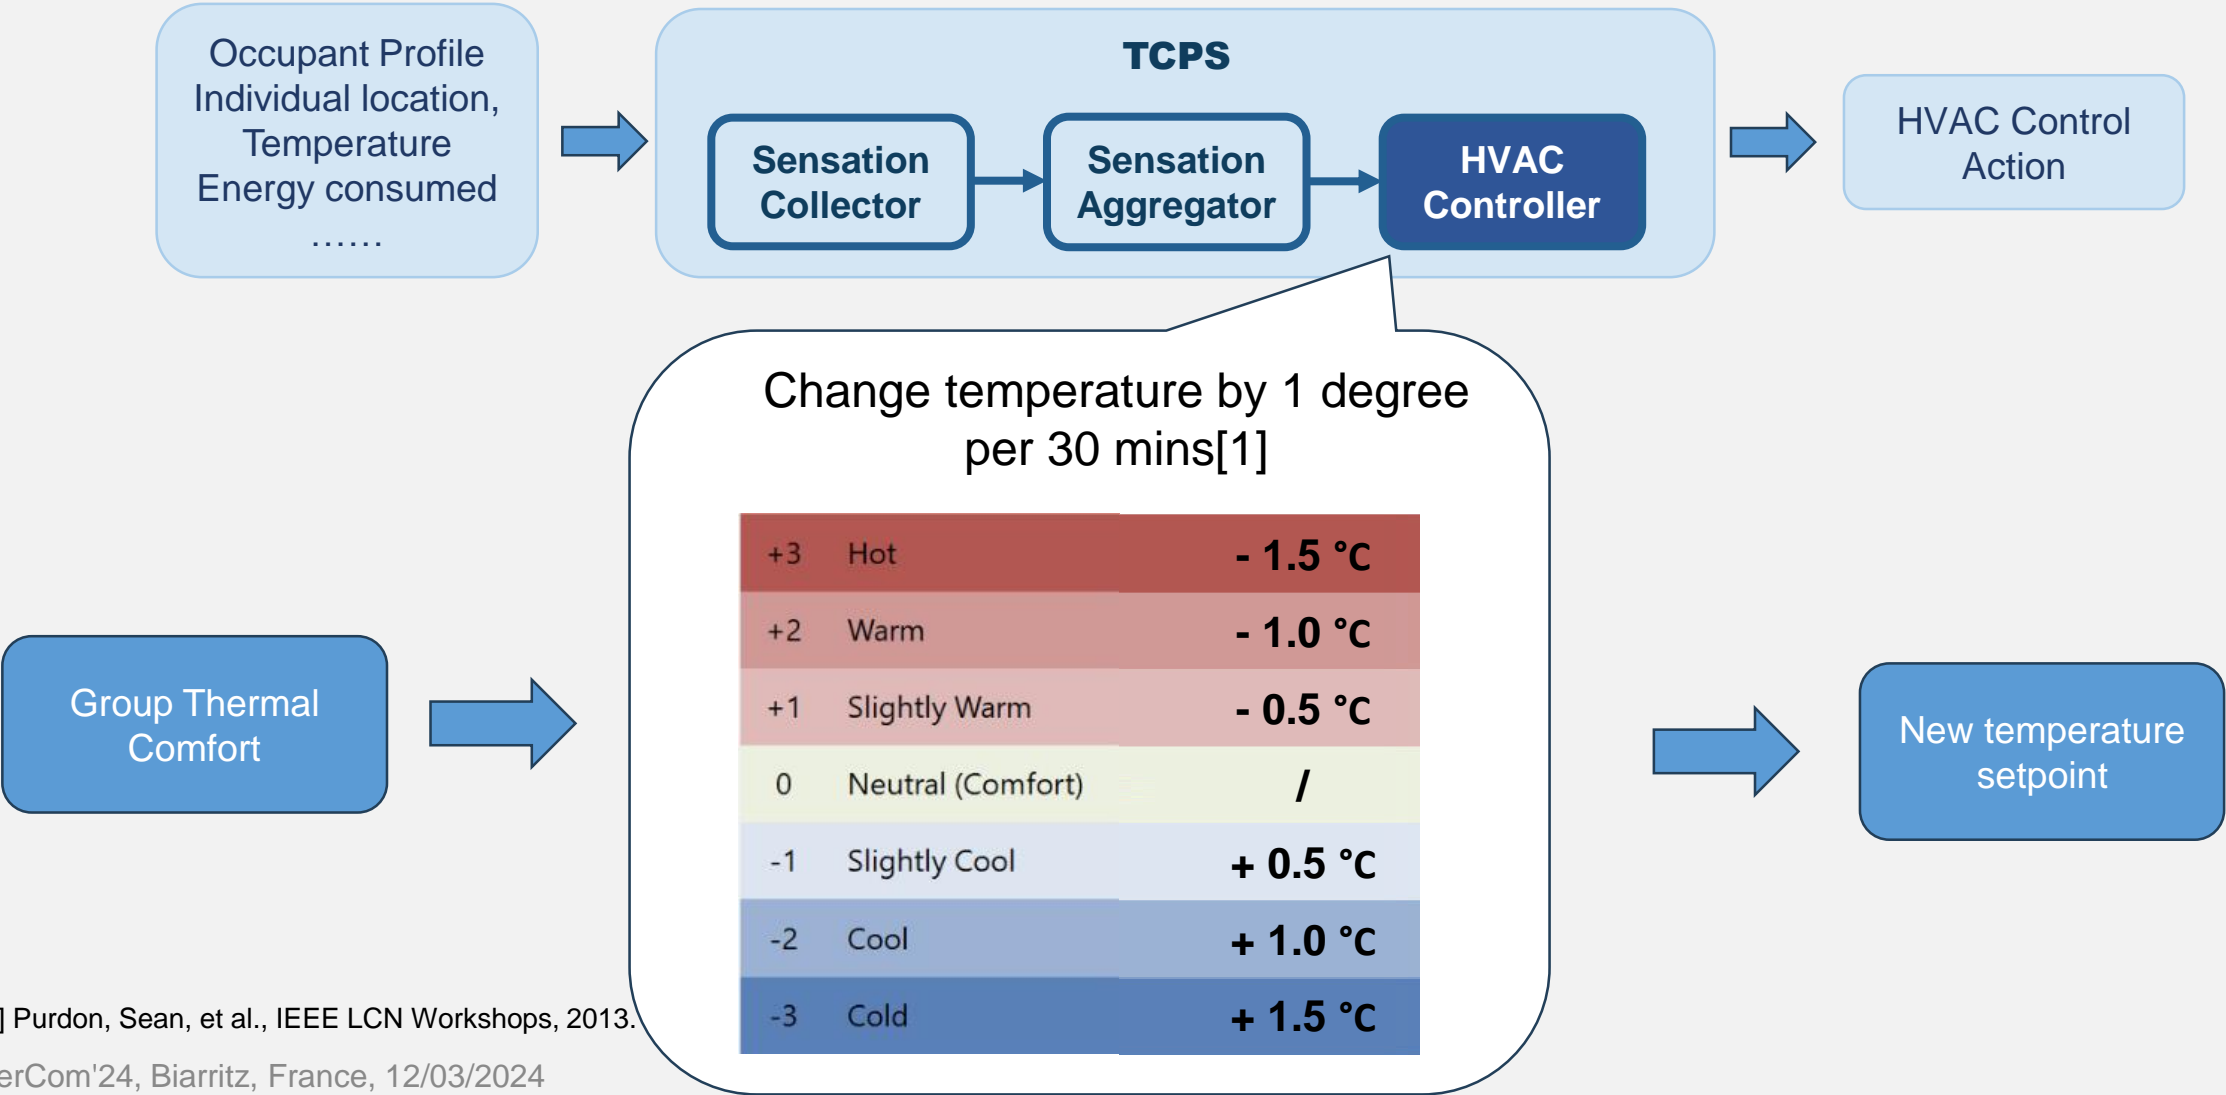 Occupant Profile
Individual location,
Temperature
Energy consumed
……
TCPS
Sensation
Collector
Sensation
Aggregator
HVAC
Controller
HVAC Control
Action
Change temperature by 1 degree
per 30 mins[1]
+3 Hot - 1.5 °C
+2 Warm - 1.0 °C
+1 Slightly Warm - 0.5 °C
0 Neutral (Comfort) /
-1 Slightly Cool + 0.5 °C
-2 Cool + 1.0 °C
-3 Cold + 1.5 °C
Group Thermal
Comfort
New temperature
setpoint
] Purdon, Sean, et al., IEEE LCN Workshops, 2013.
erCom'24, Biarritz, France, 12/03/2024